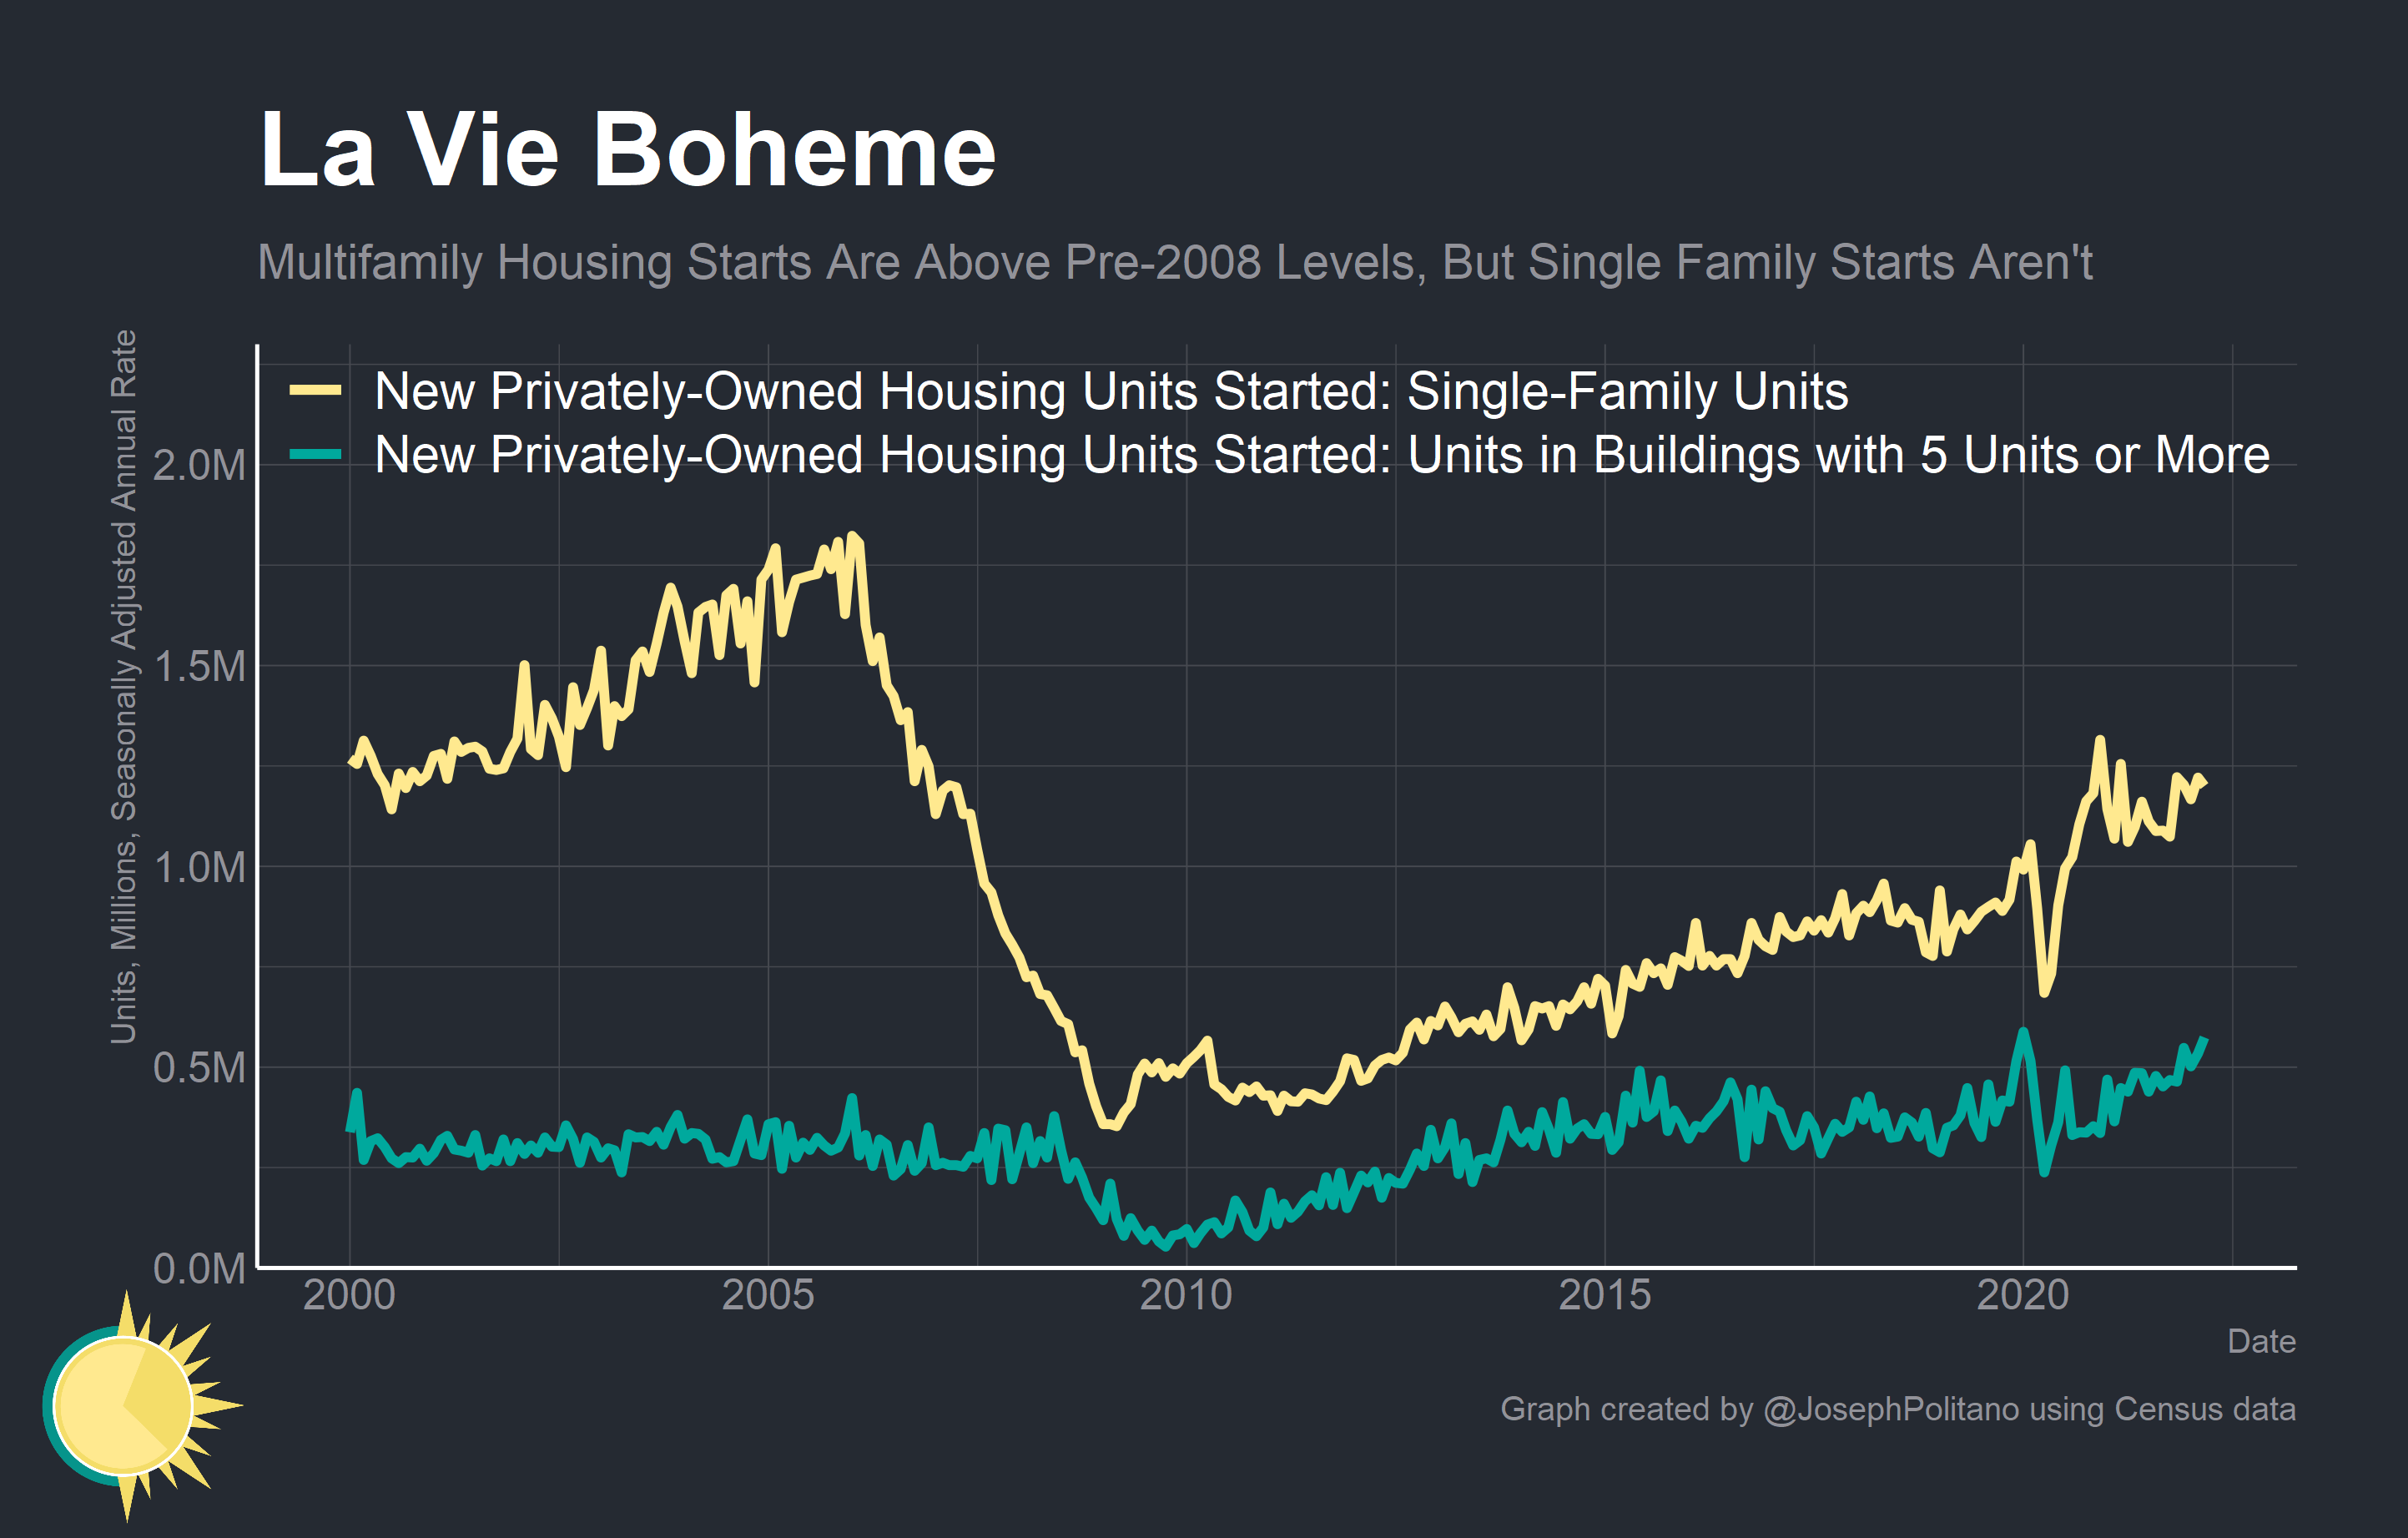 La Vie Boheme
Multifamily Housing Starts Are Above Pre-2008 Levels, But Single Family Starts Aren't
Units, Millions, Seasonally Adjusted Annual Rate
New Privately-Owned Housing Units Started: Single-Family Units
New Privately-Owned Housing Units Started: Units in Buildings with 5 Units or More
2.0M
1.5M
1.0M
0.5M
0.0M
2000
2005
2010
2015
2020
Date
Graph created by @JosephPolitano using Census data